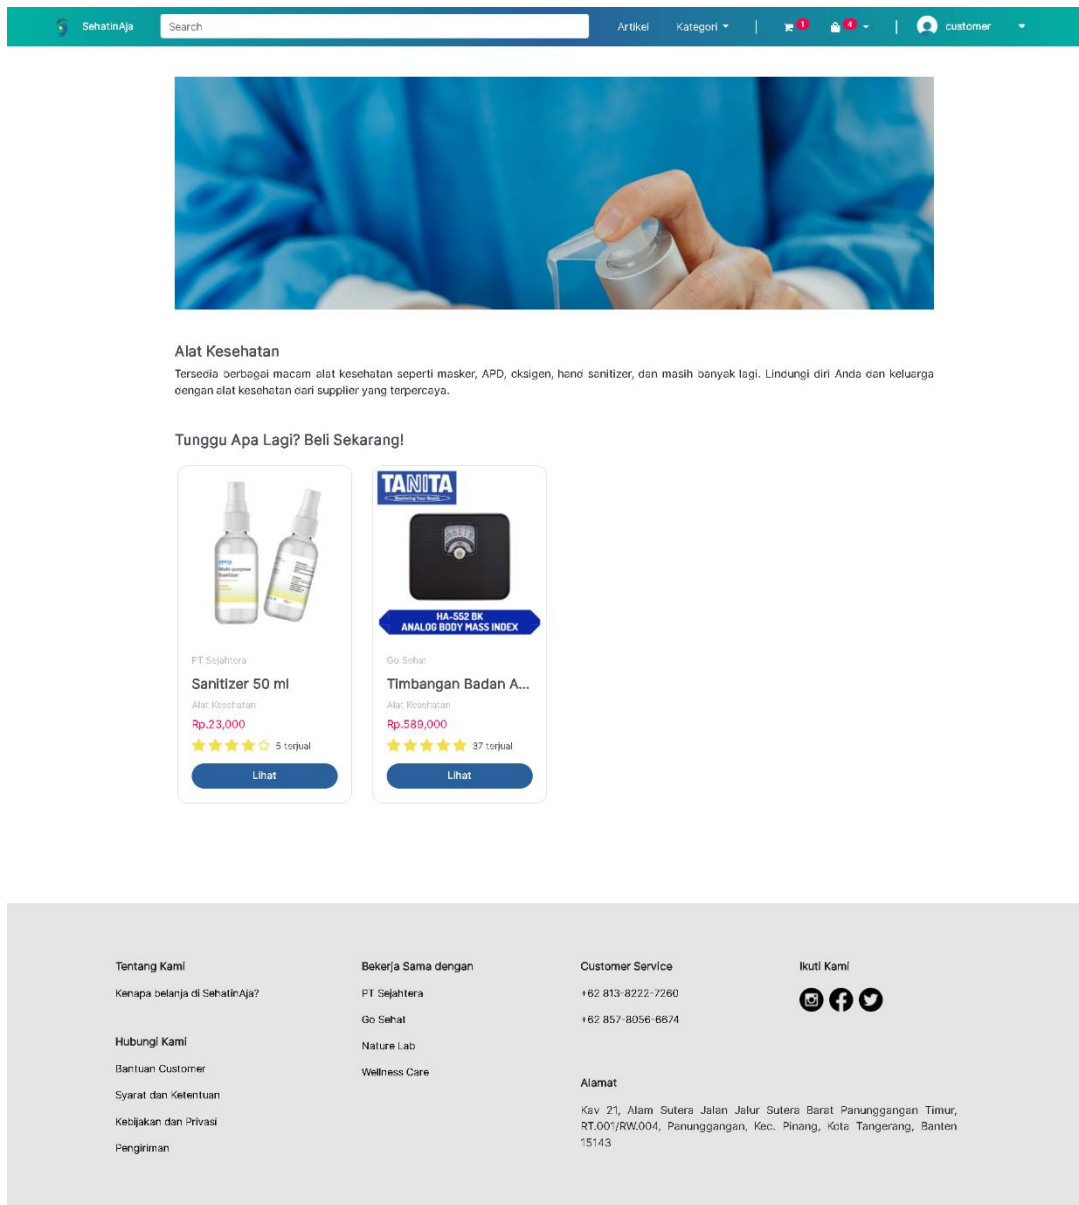 SehatinAja
Search
Artikel
Kategori
1
4
customer
Alat Kesehatan
Tersedia berbagai macam alat kesehatan seperti masker, APD, oksigen, hand sanitizer, dan masih banyak lagi. Lindungi diri Anda dan keluarga
dengan alat kesehatan dari supplier yang terpercaya.
Tunggu Apa Lagi? Beli Sekarang!
Multi-purpose
Sanitizer
PT Sejahtera
Sanitizer 50 ml
Alat Kesehatan
Rp.23,000
5 terjual
Lihat
TANITA
Monitoring Your Health
HA-552 BK
ANALOG BODY MASS INDEX
Go Sehat
Timbangan Badan A...
Alat Kesehatan
Rp.589,000
37 terjual
Lihat
Tentang Kami
Kenapa belanja di SehatinAja?
Hubungi Kami
Bantuan Customer
Syarat dan Ketentuan
Kebijakan dan Privasi
Pengiriman
Bekerja Sama dengan
PT Sejahtera
Go Sehat
Nature Lab
Wellness Care
Customer Service
+62 813-8222-7260
+62 857-8056-6674
Ikuti Kami
Alamat
Kav 21, Alam Sutera Jalan Jalur Sutera Barat Panunggangan Timur,
RT.001/RW.004, Panunggangan, Kec. Pinang, Kota Tangerang, Banten
15143